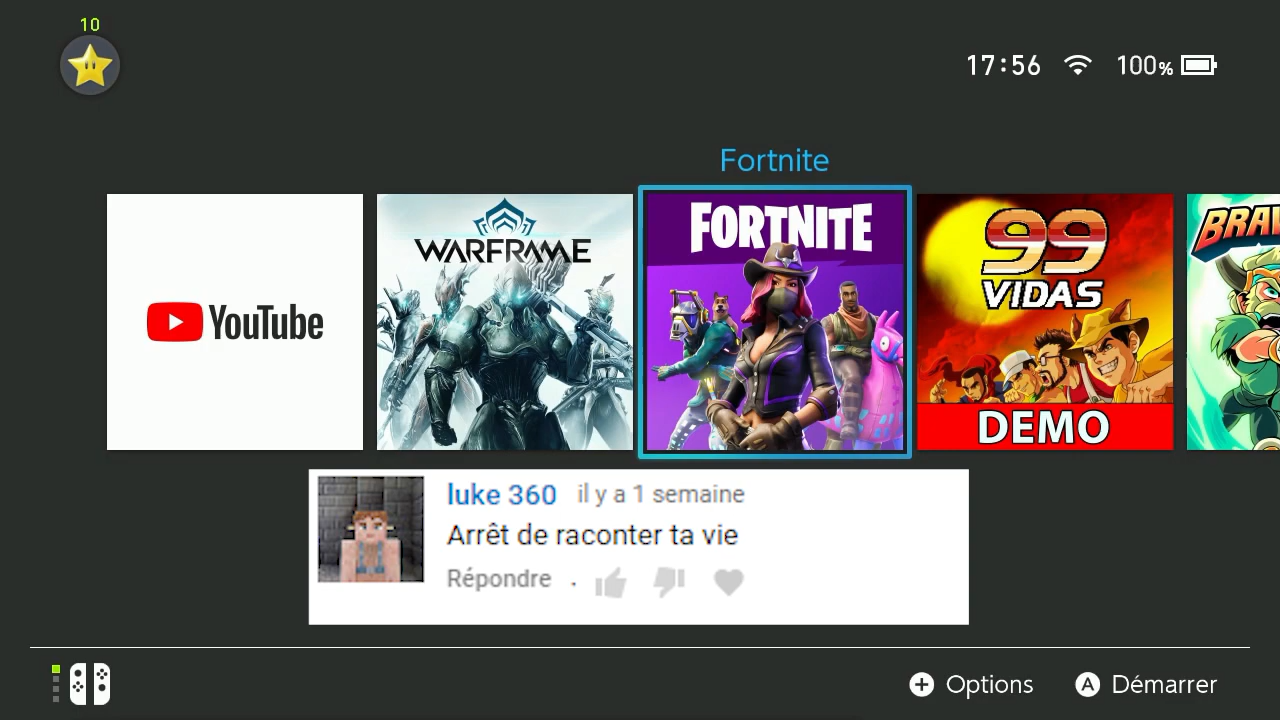 10
17:56
100%
Fortnite
YouTube
WARFRAME
FORTNITE
99
VIDAS
DEMO
luke 360 il y a 1 semaine
Arrêt de raconter ta vie
Répondre .
Options
A Démarrer